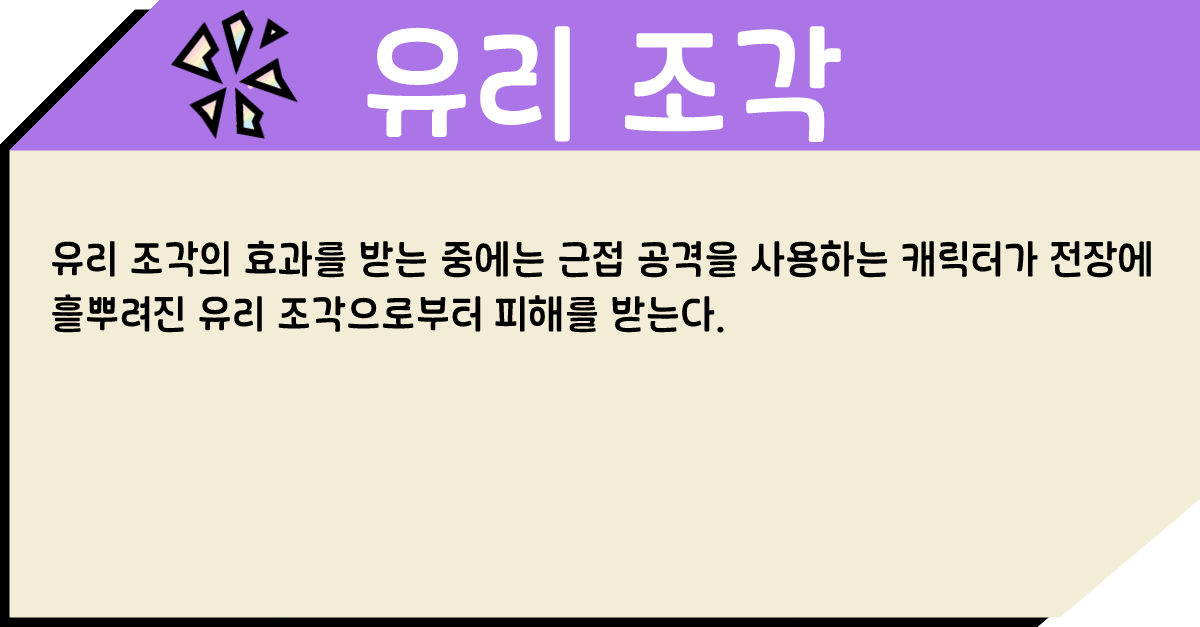 유리 조각
유리 조각의 효과를 받는 중에는 근접 공격을 사용하는 캐릭터가 전장에
흩뿌려진 유리 조각으로부터 피해를 받는다.